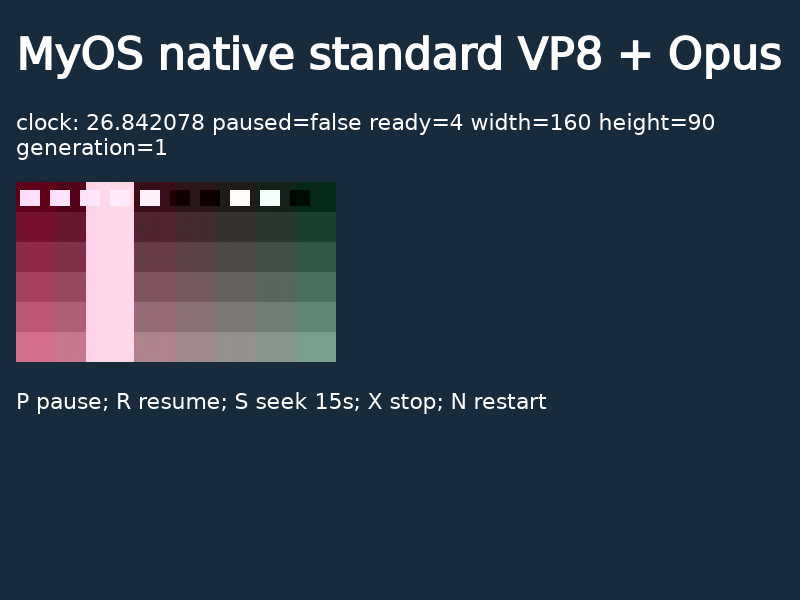 MyOS native standard VP8 + Opus
clock: 26.842078 paused=false ready=4 width=160 height=90
generation=1
P pause; R resume; S seek 15s; X stop; N restart